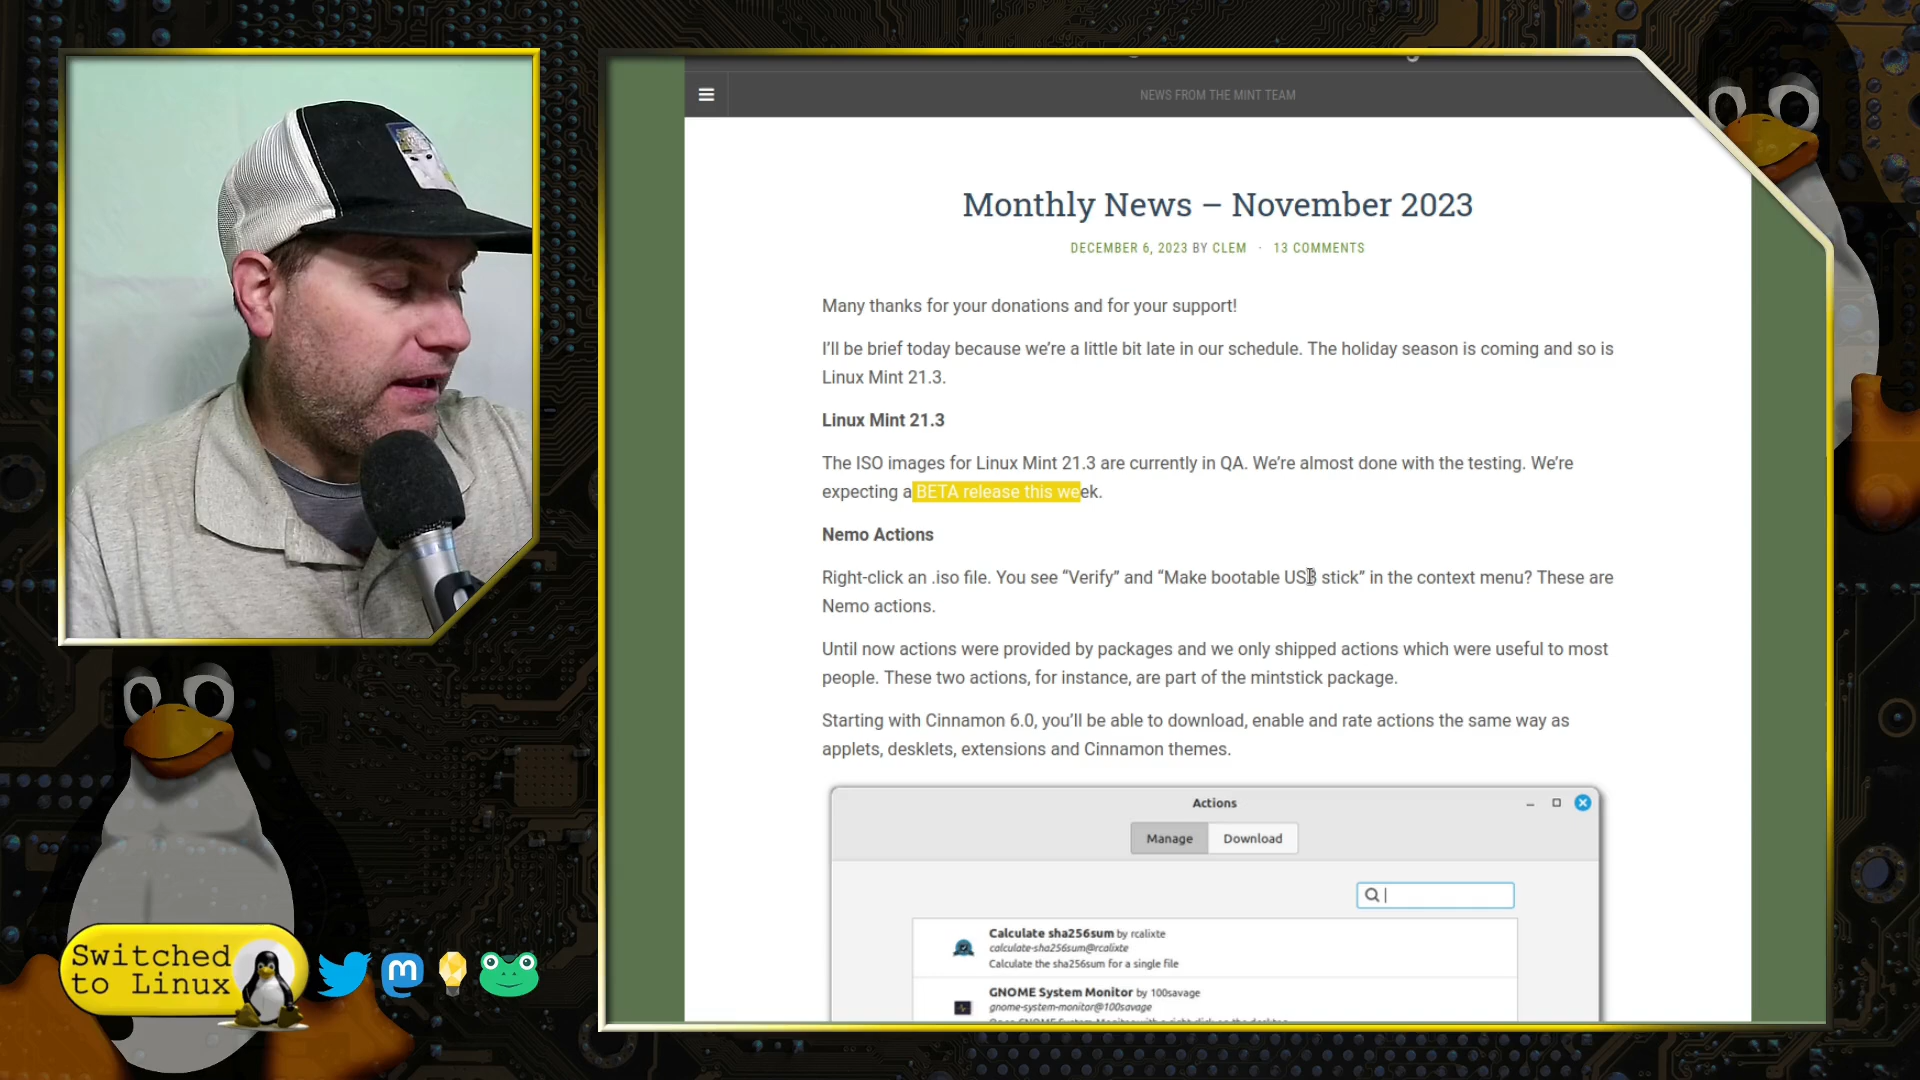 NEWS FROM THE MINT TEAM
Monthly News – November 2023
DECEMBER 6, 2023 BY CLEM · 13 COMMENTS
Many thanks for your donations and for your support!
I'll be brief today because we're a little bit late in our schedule. The holiday season is coming and so is
Linux Mint 21.3.
Linux Mint 21.3
The ISO images for Linux Mint 21.3 are currently in QA. We're almost done with the testing. We're
expecting a BETA release this week.
Nemo Actions
Right-click an .iso file. You see “Verify” and “Make bootable USB stick” in the context menu? These are
Nemo actions.
Until now actions were provided by packages and we only shipped actions which were useful to most
people. These two actions, for instance, are part of the mintstick package.
Starting with Cinnamon 6.0, you'll be able to download, enable and rate actions the same way as
applets, desklets, extensions and Cinnamon themes.
Actions
Manage Download
Calculate sha256sum by rcalixte
calculate-sha256sum@rcalixte
Calculate the sha256sum for a single file
GNOME System Monitor by 100savage
gnome-system-monitor@100savage
Switched
to Linux